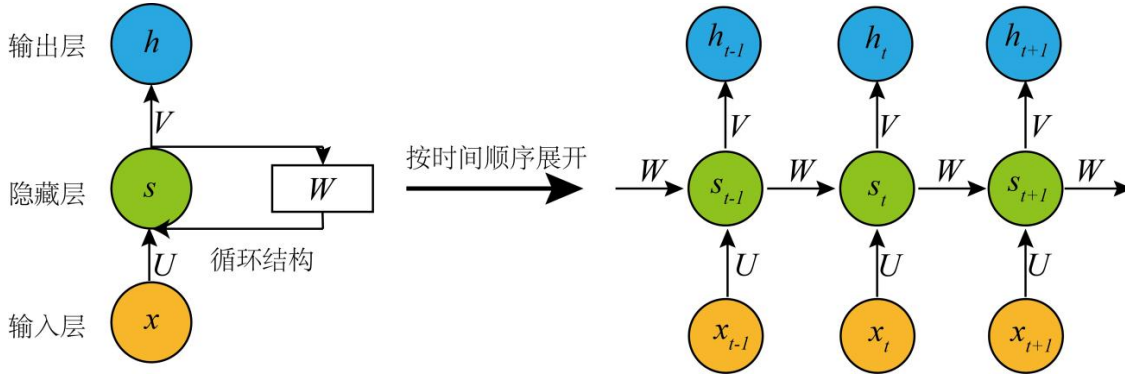 输出层 h h_{t-1} h_t h_{t+1}
V V V V
按时间顺序展开
隐藏层 s W W s_{t-1} W s_t W s_{t+1} W
循环结构
U U U U
输入层 x x_{t-1} x_t x_{t+1}